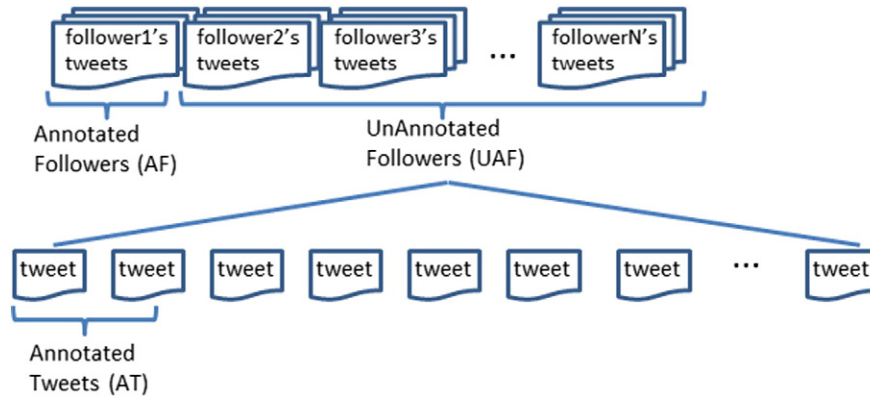 follower1's follower2's follower3's followerN's
tweets tweets tweets ... tweets
Annotated
Followers (AF)
UnAnnotated
Followers (UAF)
tweet tweet tweet tweet tweet tweet tweet ... tweet
Annotated
Tweets (AT)